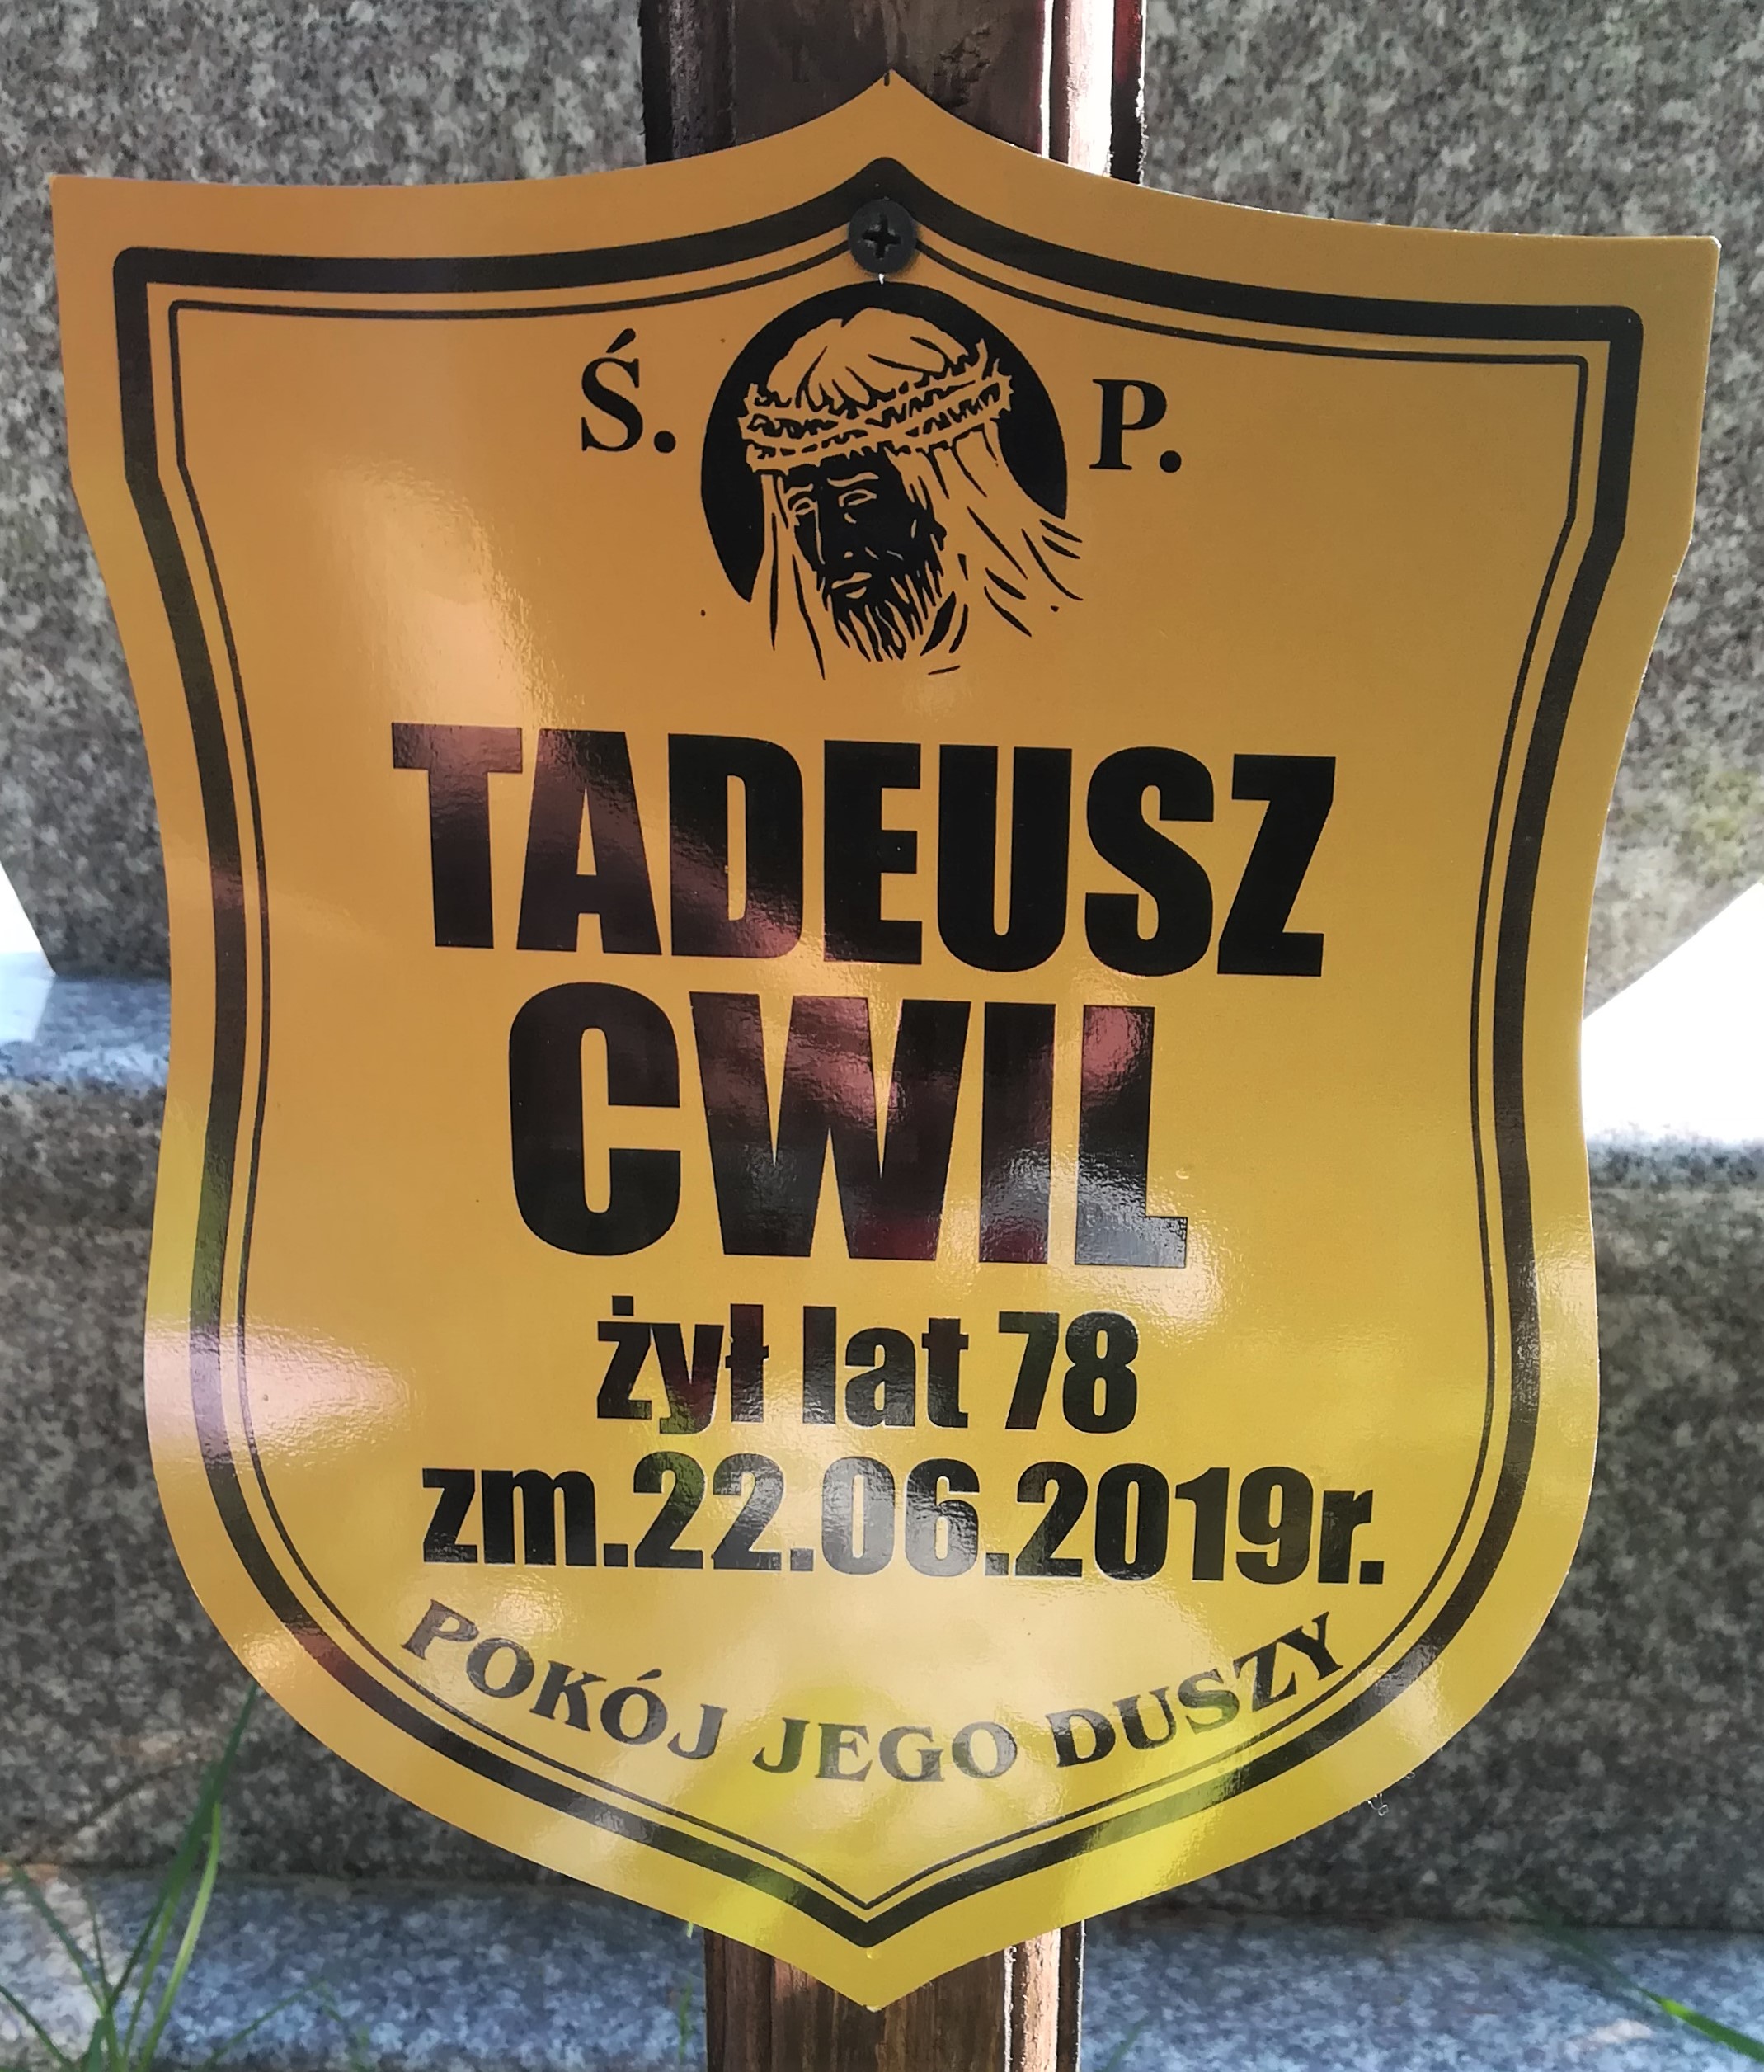 Ś. P.
TADEUSZ
CWIL
żył lat 78
zm.22.06.2019r.
POKÓJ JEGO DUSZY